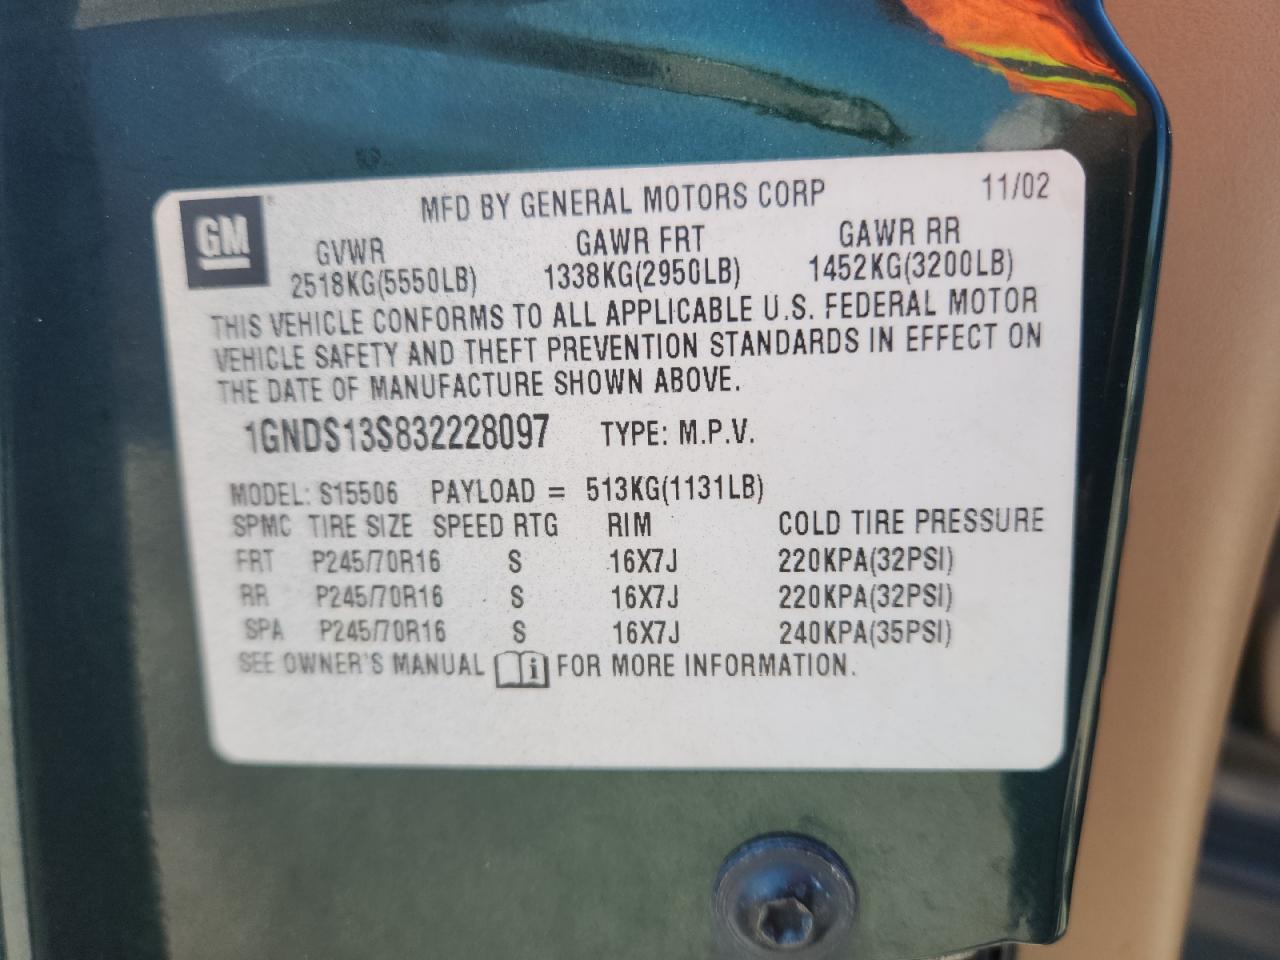 GM
MFD BY GENERAL MOTORS CORP 11/02
GVWR GAWR FRT GAWR RR
2518KG(5550LB) 1338KG(2950LB) 1452KG(3200LB)
THIS VEHICLE CONFORMS TO ALL APPLICABLE U.S. FEDERAL MOTOR
VEHICLE SAFETY AND THEFT PREVENTION STANDARDS IN EFFECT ON
THE DATE OF MANUFACTURE SHOWN ABOVE.
1GNDS13S832228097 TYPE: M.P.V.
MODEL: S15506 PAYLOAD = 513KG(1131LB)
SPMC TIRE SIZE SPEED RTG RIM COLD TIRE PRESSURE
FRT P245/70R16 S 16X7J 220KPA(32PSI)
RR P245/70R16 S 16X7J 220KPA(32PSI)
SPA P245/70R16 S 16X7J 240KPA(35PSI)
SEE OWNER'S MANUAL i FOR MORE INFORMATION.